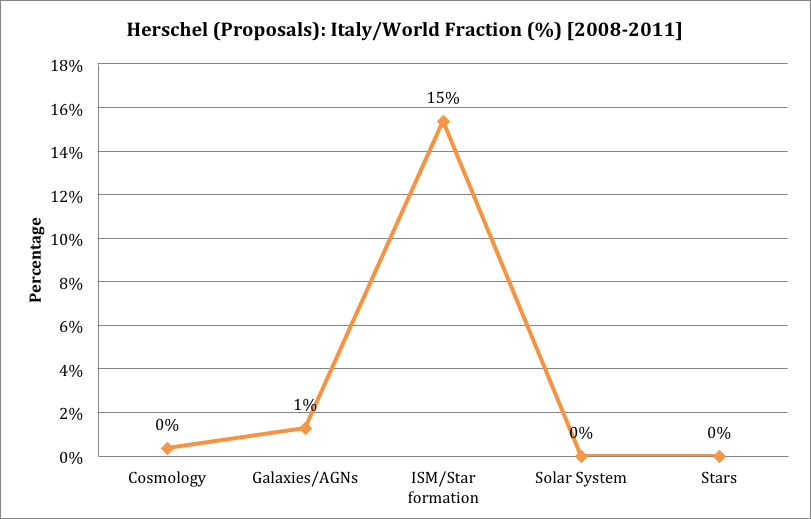 Herschel (Proposals): Italy/World Fraction (%) [2008-2011]
18%
16%
14%
12%
10%
8%
6%
4%
2%
0%
Percentage
0%
1%
15%
0%
0%
Cosmology
Galaxies/AGNs
ISM/Star
formation
Solar System
Stars